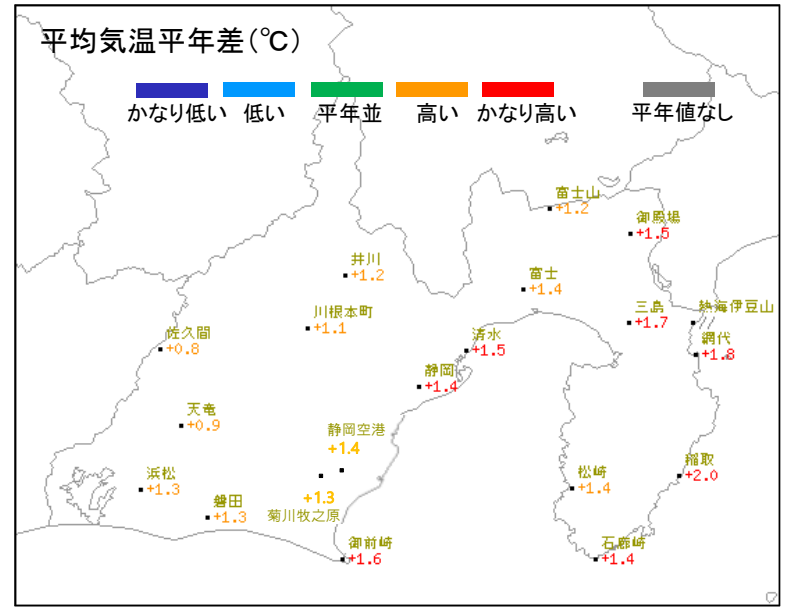 平均気温平年差(℃)
かなり低い 低い 平年並 高い かなり高い 平年値なし
富士山
+1.2
御殿場
+1.5
井川
+1.2
富士
+1.4
川根本町
+1.1
三島
+1.7
熱海伊豆山
佐久間
+0.8
清水
+1.5
網代
+1.8
静岡
+1.4
天竜
+0.9
静岡空港
+1.4
浜松
+1.3
+1.3
菊川牧之原
松崎
+1.4
稲取
+2.0
磐田
+1.3
御前崎
+1.6
石廊崎
+1.4